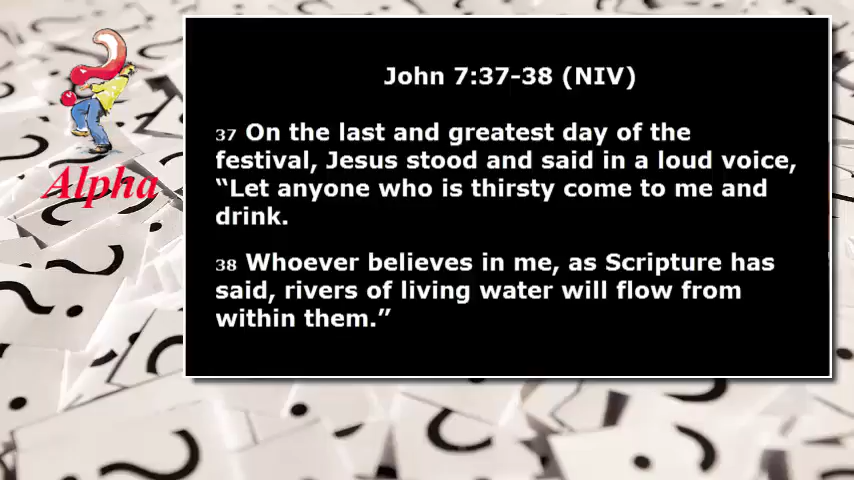 Alpha
John 7:37-38 (NIV)
37 On the last and greatest day of the
festival, Jesus stood and said in a loud voice,
“Let anyone who is thirsty come to me and
drink.
38 Whoever believes in me, as Scripture has
said, rivers of living water will flow from
within them.”